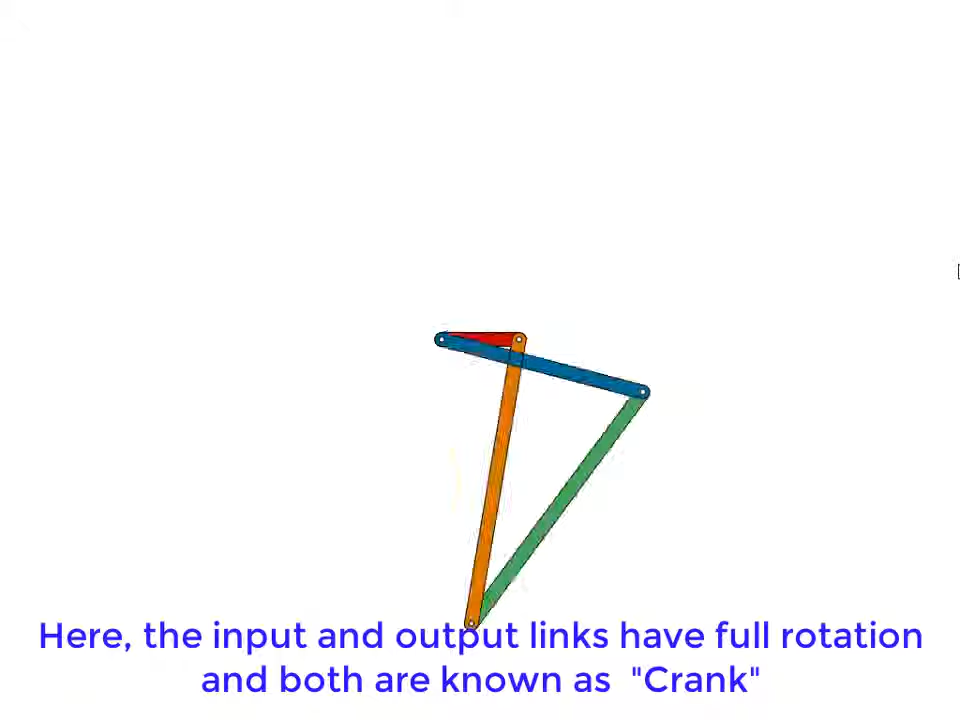 Here, the input and output links have full rotation
and both are known as "Crank"